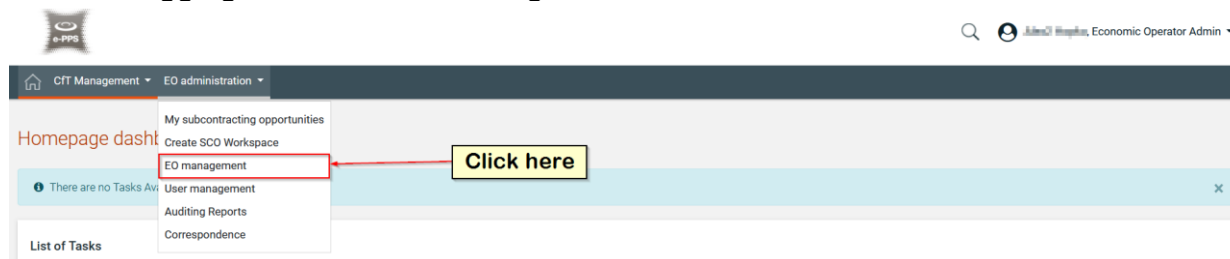 e-PPS
Economic Operator Admin
CfT Management EO administration
My subcontracting opportunities
Homepage dashb
Create SCO Workspace
EO management
Click here
There are no Tasks Av
User management
Auditing Reports
Correspondence
List of Tasks